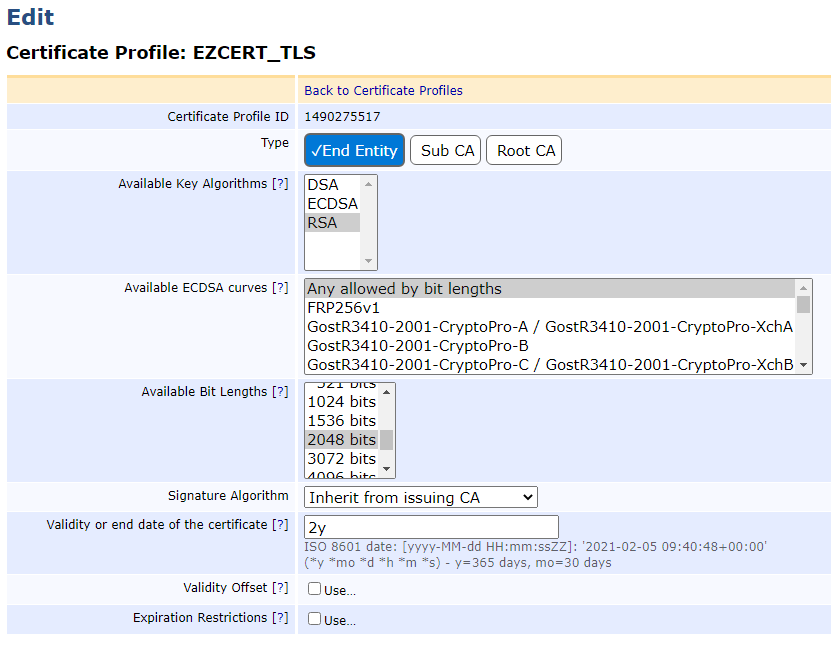 Edit
Certificate Profile: EZCERT_TLS
Back to Certificate Profiles
Certificate Profile ID 1490275517
Type ✓End Entity Sub CA Root CA
Available Key Algorithms [?]
DSA
ECDSA
RSA
Available ECDSA curves [?]
Any allowed by bit lengths
FRP256v1
GostR3410-2001-CryptoPro-A / GostR3410-2001-CryptoPro-XchA
GostR3410-2001-CryptoPro-B
GostR3410-2001-CryptoPro-C / GostR3410-2001-CryptoPro-XchB
Available Bit Lengths [?]
521 bits
1024 bits
1536 bits
2048 bits
3072 bits
4096 bits
Signature Algorithm Inherit from issuing CA
Validity or end date of the certificate [?] 2y
ISO 8601 date: [yyyy-MM-dd HH:mm:ssZZ]: '2021-02-05 09:40:48+00:00'
(*y *mo *d *h *m *s) - y=365 days, mo=30 days
Validity Offset [?] Use...
Expiration Restrictions [?] Use...